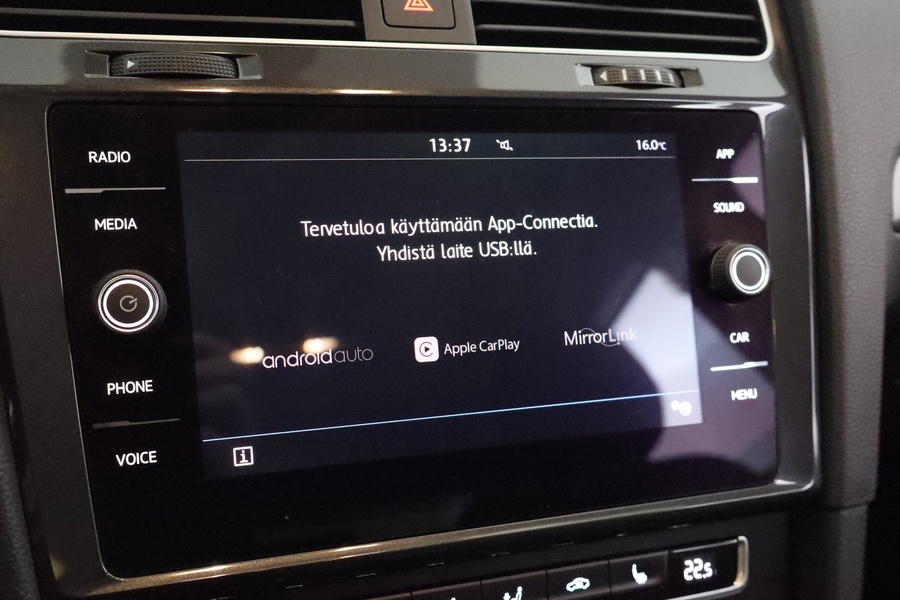 RADIO
MEDIA
PHONE
VOICE
13:37
16.0°C
Tervetuloa käyttämään App-Connectia.
Yhdistä laite USB:llä.
androidauto
Apple CarPlay
MirrorLink
i
APP
SOUND
CAR
MENU
22.5